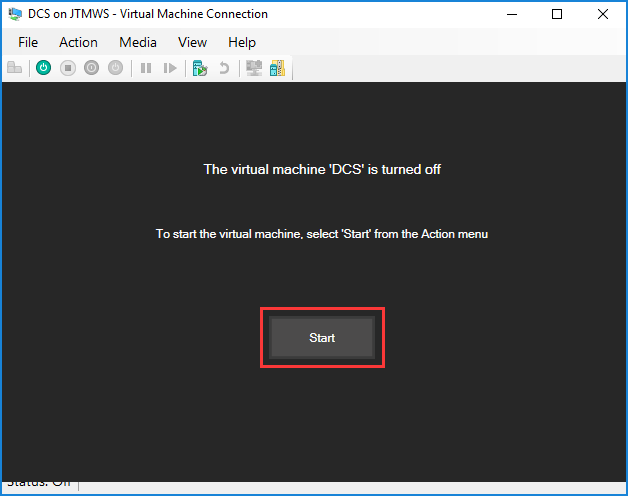 DCS on JTMWS - Virtual Machine Connection
File Action Media View Help
The virtual machine 'DCS' is turned off
To start the virtual machine, select 'Start' from the Action menu
Start
Status: Off